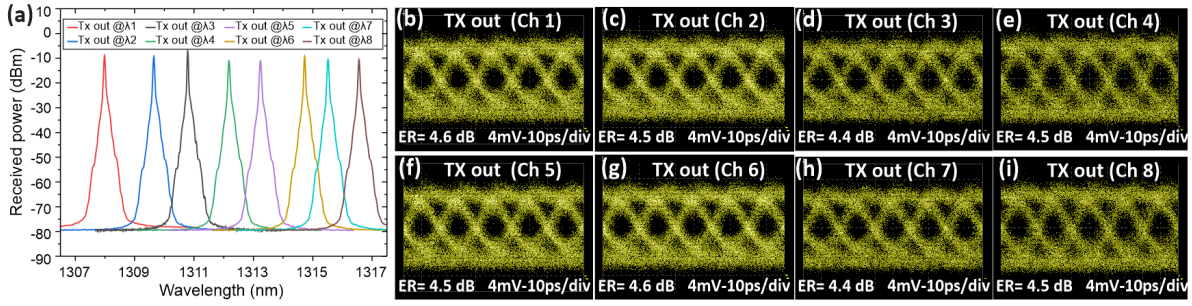 (a)
10
0
-10
-20
-30
-40
-50
-60
-70
-80
-90
Received power (dBm)
Tx out @λ1 Tx out @λ3 Tx out @λ5 Tx out @λ7
Tx out @λ2 Tx out @λ4 Tx out @λ6 Tx out @λ8
1307 1309 1311 1313 1315 1317
Wavelength (nm)
(b) TX out (Ch 1)
ER= 4.6 dB 4mV-10ps/div
(c) TX out (Ch 2)
ER= 4.5 dB 4mV-10ps/div
(d) TX out (Ch 3)
ER= 4.4 dB 4mV-10ps/div
(e) TX out (Ch 4)
ER= 4.5 dB 4mV-10ps/div
(f) TX out (Ch 5)
ER= 4.5 dB 4mV-10ps/div
(g) TX out (Ch 6)
ER= 4.6 dB 4mV-10ps/div
(h) TX out (Ch 7)
ER= 4.4 dB 4mV-10ps/div
(i) TX out (Ch 8)
ER= 4.5 dB 4mV-10ps/div